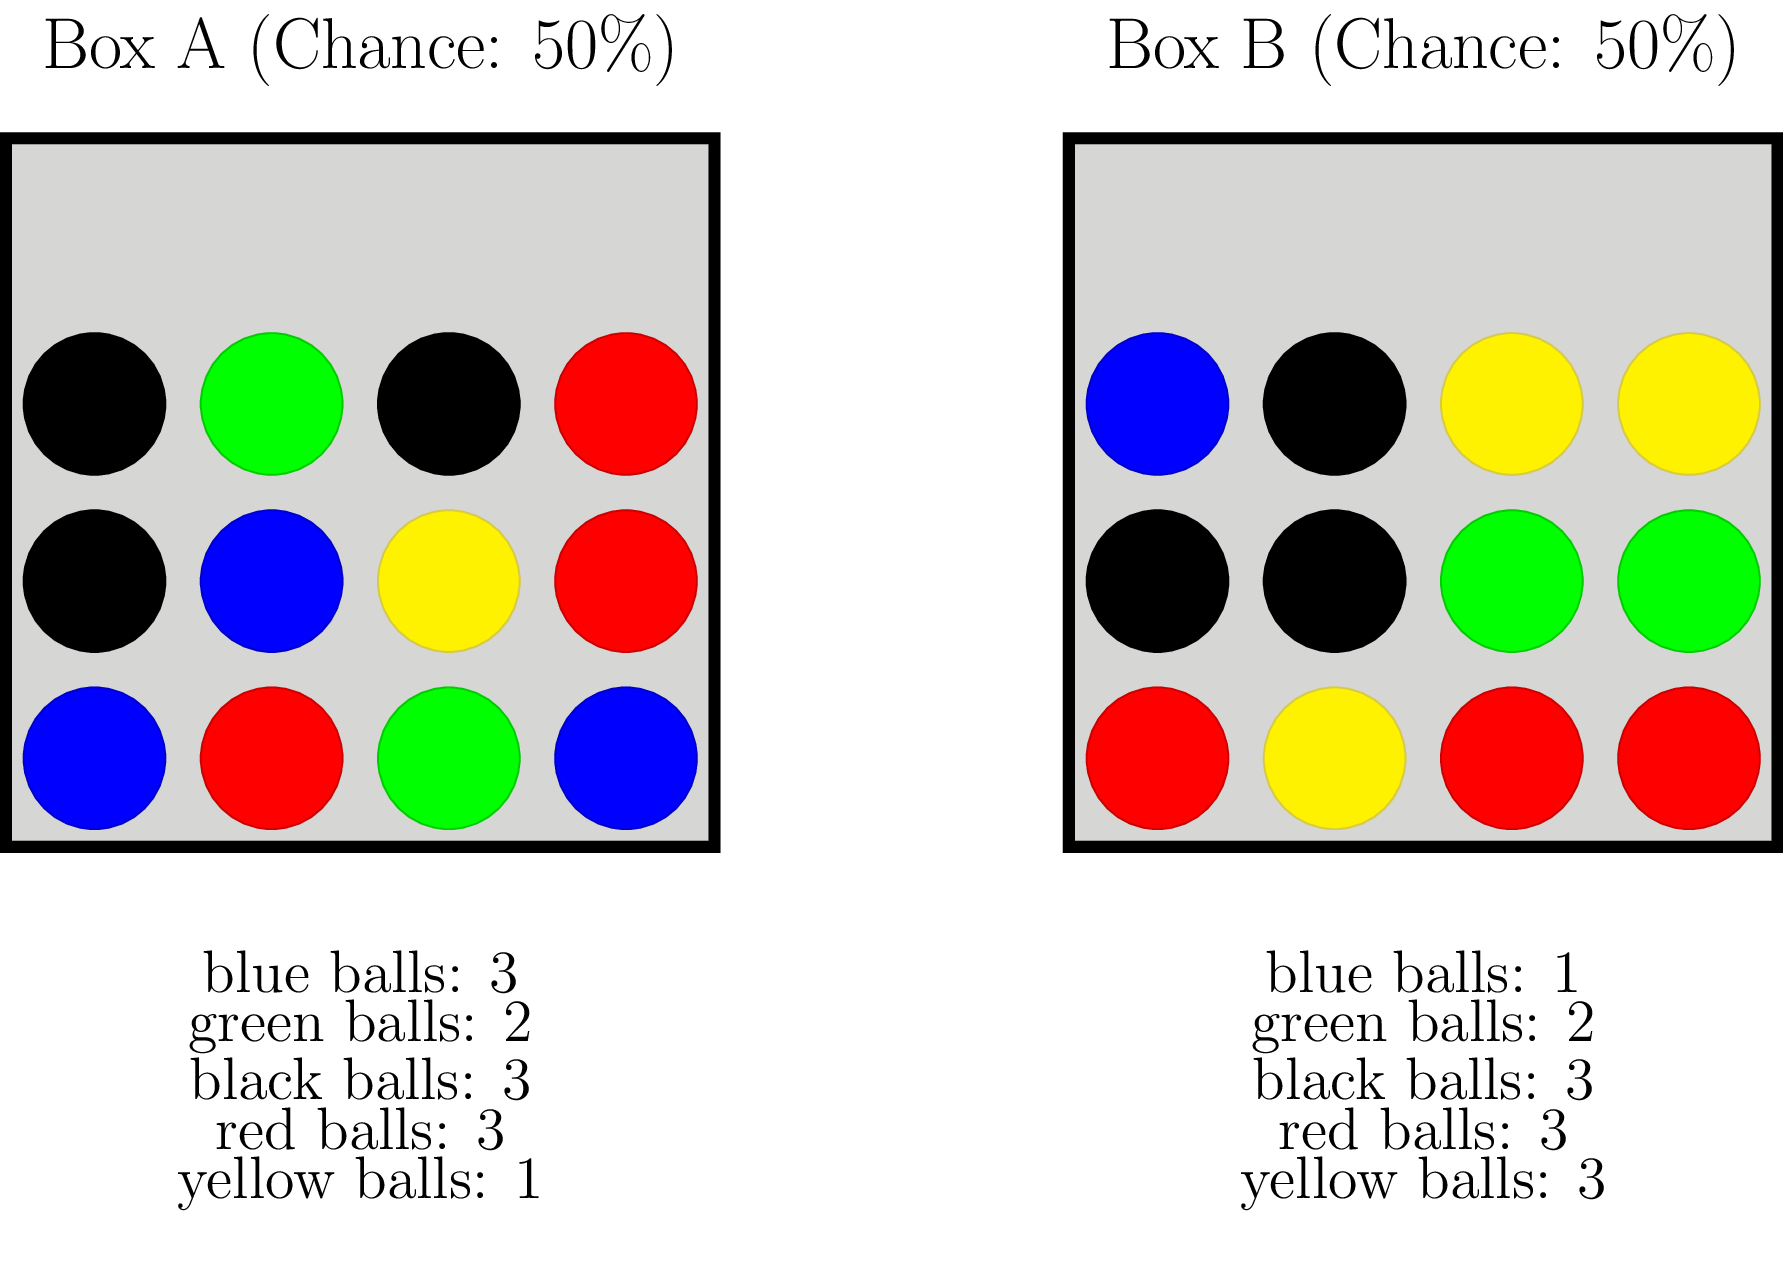 Box A (Chance: 50%)
Box B (Chance: 50%)
blue balls: 3
green balls: 2
black balls: 3
red balls: 3
yellow balls: 1
blue balls: 1
green balls: 2
black balls: 3
red balls: 3
yellow balls: 3